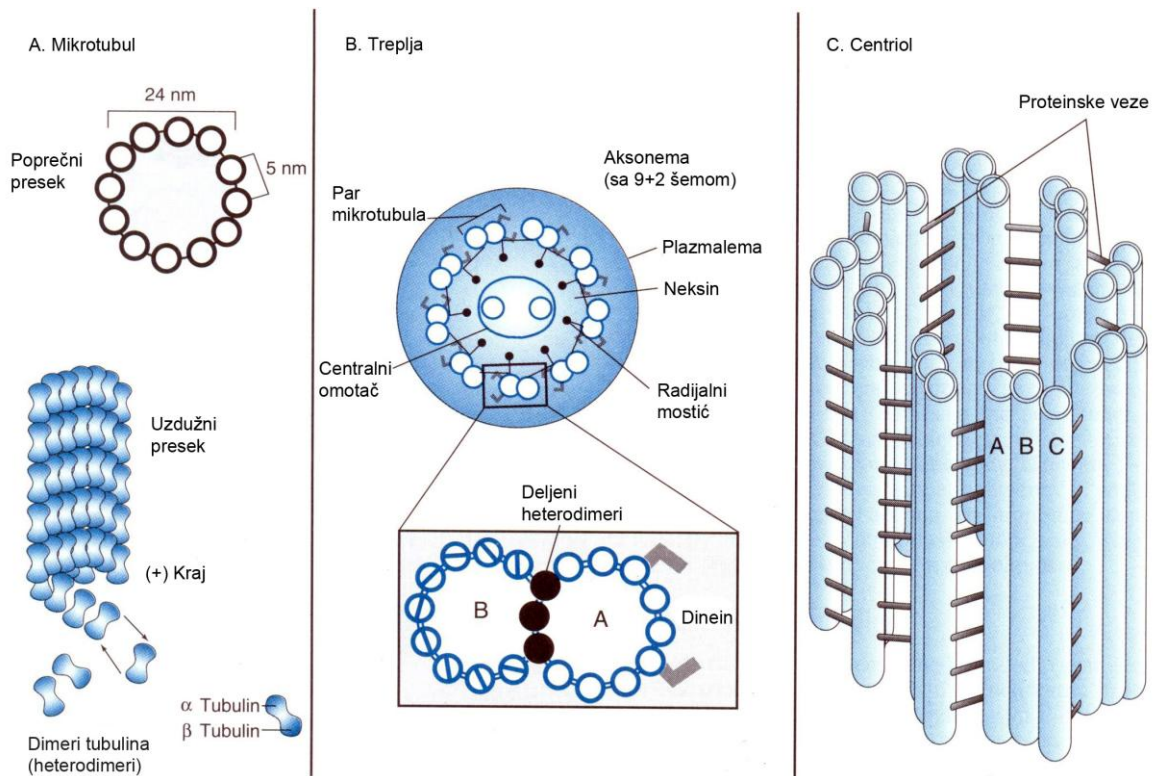 A. Mikrotubul
24 nm
5 nm
Poprečni
presek
Uzdužni
presek
(+) Kraj
α Tubulin
β Tubulin
Dimeri tubulina
(heterodimeri)
B. Treplja
Aksonema
(sa 9+2 šemom)
Par
mikrotubula
Plazmalema
Neksin
Centralni
omotač
Radijalni
mostić
Deljeni
heterodimeri
B
A
Dinein
C. Centriol
Proteinske veze
A
B
C